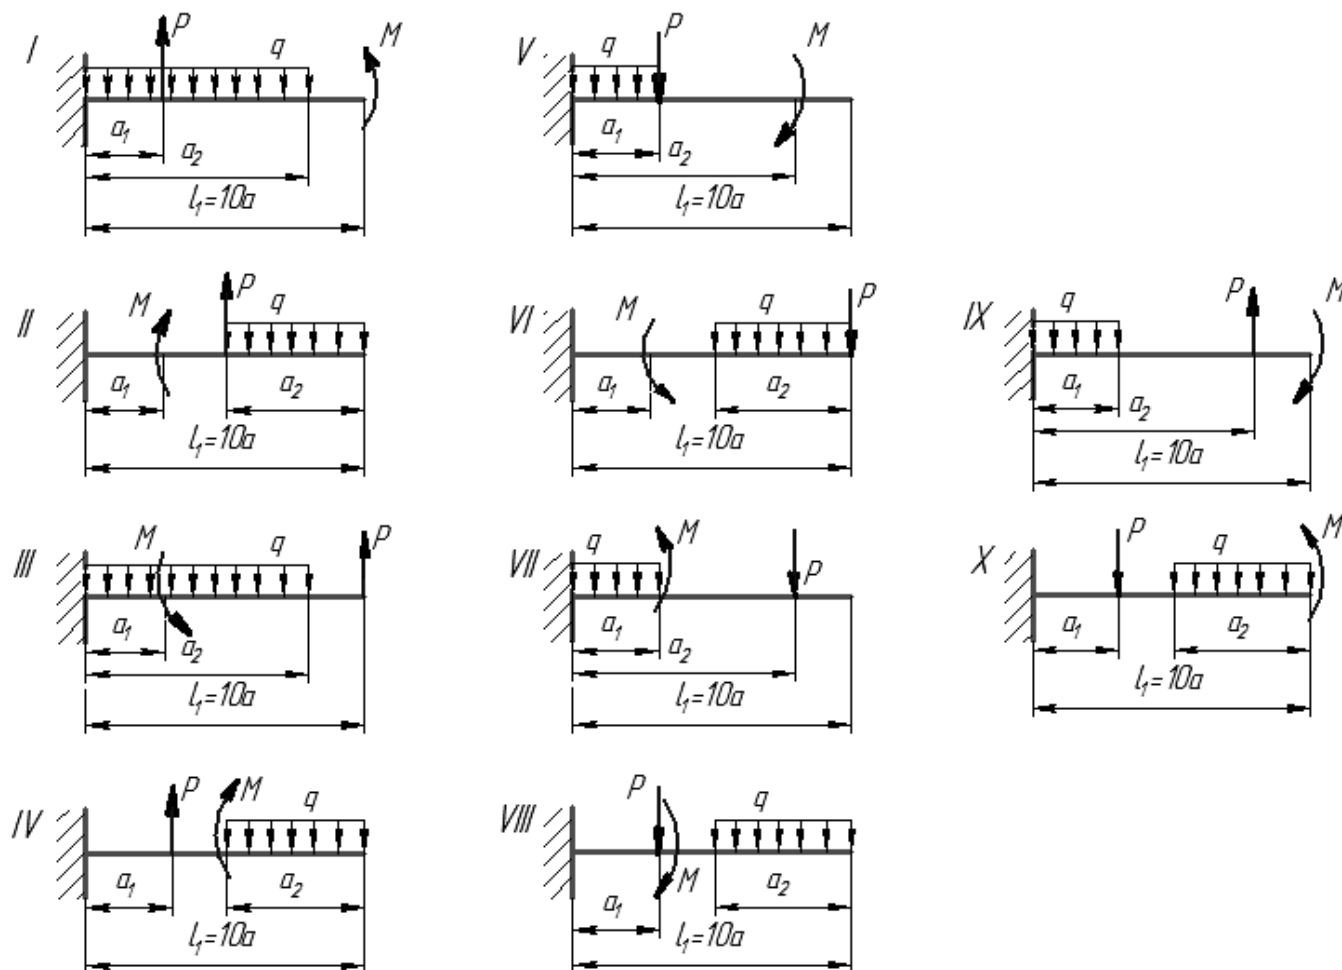 I P q M
a₁ a₂
l₁=10a
II M P q
a₁ a₂
l₁=10a
III M q P
a₁ a₂
l₁=10a
IV P M q
a₁ a₂
l₁=10a
V q P M
a₁ a₂
l₁=10a
VI M q P
a₁ a₂
l₁=10a
VII q M P
a₁ a₂
l₁=10a
VIII P M q
a₁ a₂
l₁=10a
IX q P M
a₁ a₂
l₁=10a
X P q M
a₁ a₂
l₁=10a